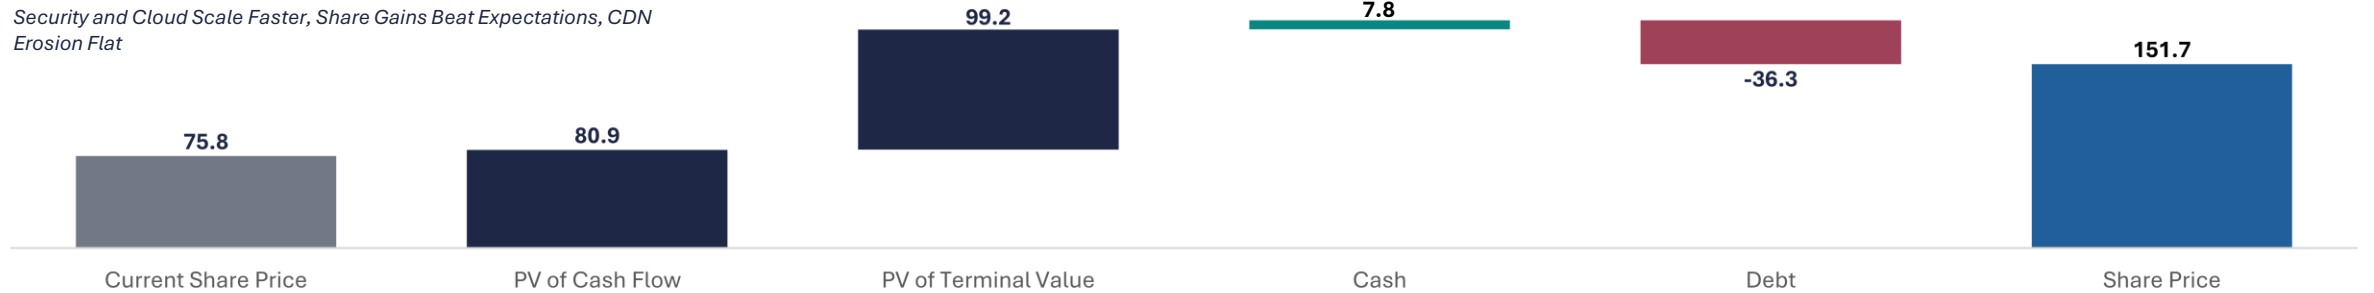 Security and Cloud Scale Faster, Share Gains Beat Expectations, CDN
Erosion Flat
75.8
80.9
99.2
7.8
-36.3
151.7
Current Share Price
PV of Cash Flow
PV of Terminal Value
Cash
Debt
Share Price